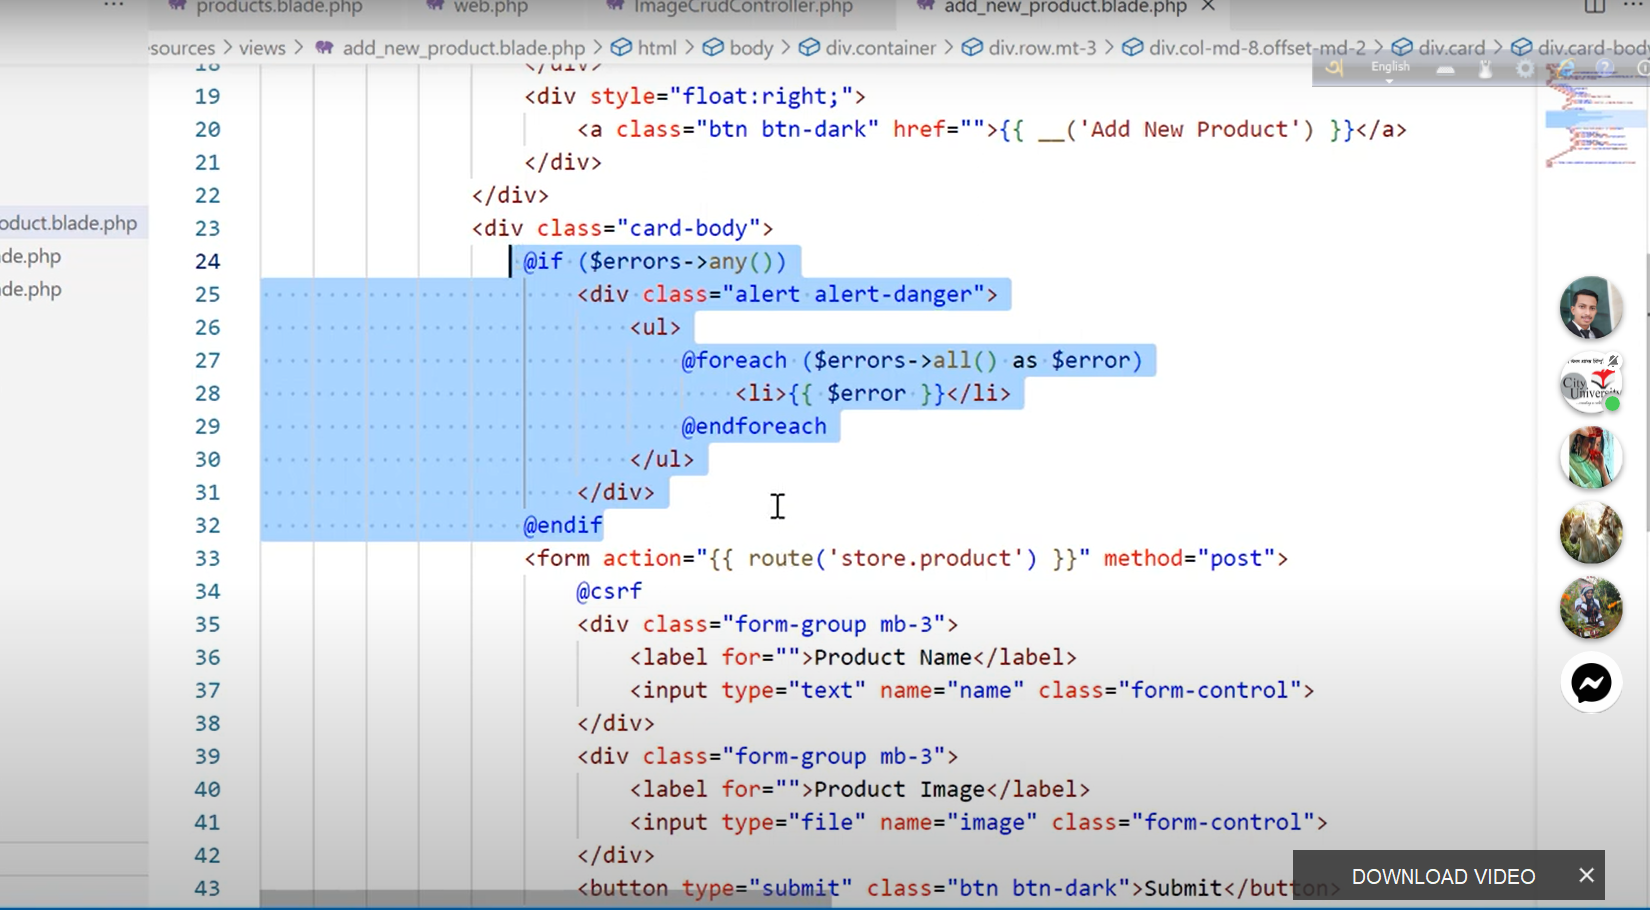 products.blade.php web.php ImageCrudController.php add_new_product.blade.php
sources > views > add_new_product.blade.php > html > body > div.container > div.row.mt-3 > div.col-md-8.offset-md-2 > div.card > div.card-body
English
18 </div>
19 <div style="float:right;">
20 <a class="btn btn-dark" href="">{{ __('Add New Product') }}</a>
21 </div>
22 </div>
23 <div class="card-body">
24 @if ($errors->any())
25 <div class="alert alert-danger">
26 <ul>
27 @foreach ($errors->all() as $error)
28 <li>{{ $error }}</li>
29 @endforeach
30 </ul>
31 </div>
32 @endif
33 <form action="{{ route('store.product') }}" method="post">
34 @csrf
35 <div class="form-group mb-3">
36 <label for="">Product Name</label>
37 <input type="text" name="name" class="form-control">
38 </div>
39 <div class="form-group mb-3">
40 <label for="">Product Image</label>
41 <input type="file" name="image" class="form-control">
42 </div>
43 <button type="submit" class="btn btn-dark">Submit</button>
oduct.blade.php
de.php
de.php
City University
DOWNLOAD VIDEO